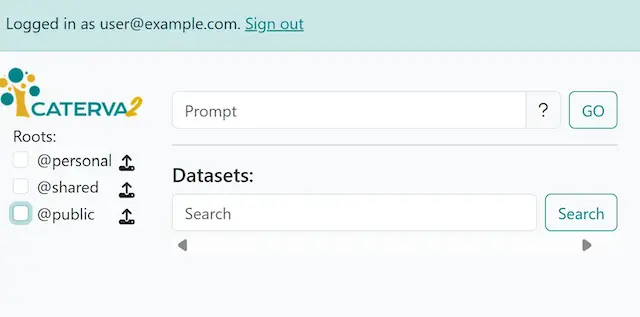 Logged in as user@example.com. Sign out
CATERVA2
Prompt
?
GO
Roots:
@personal
@shared
@public
Datasets:
Search
Search